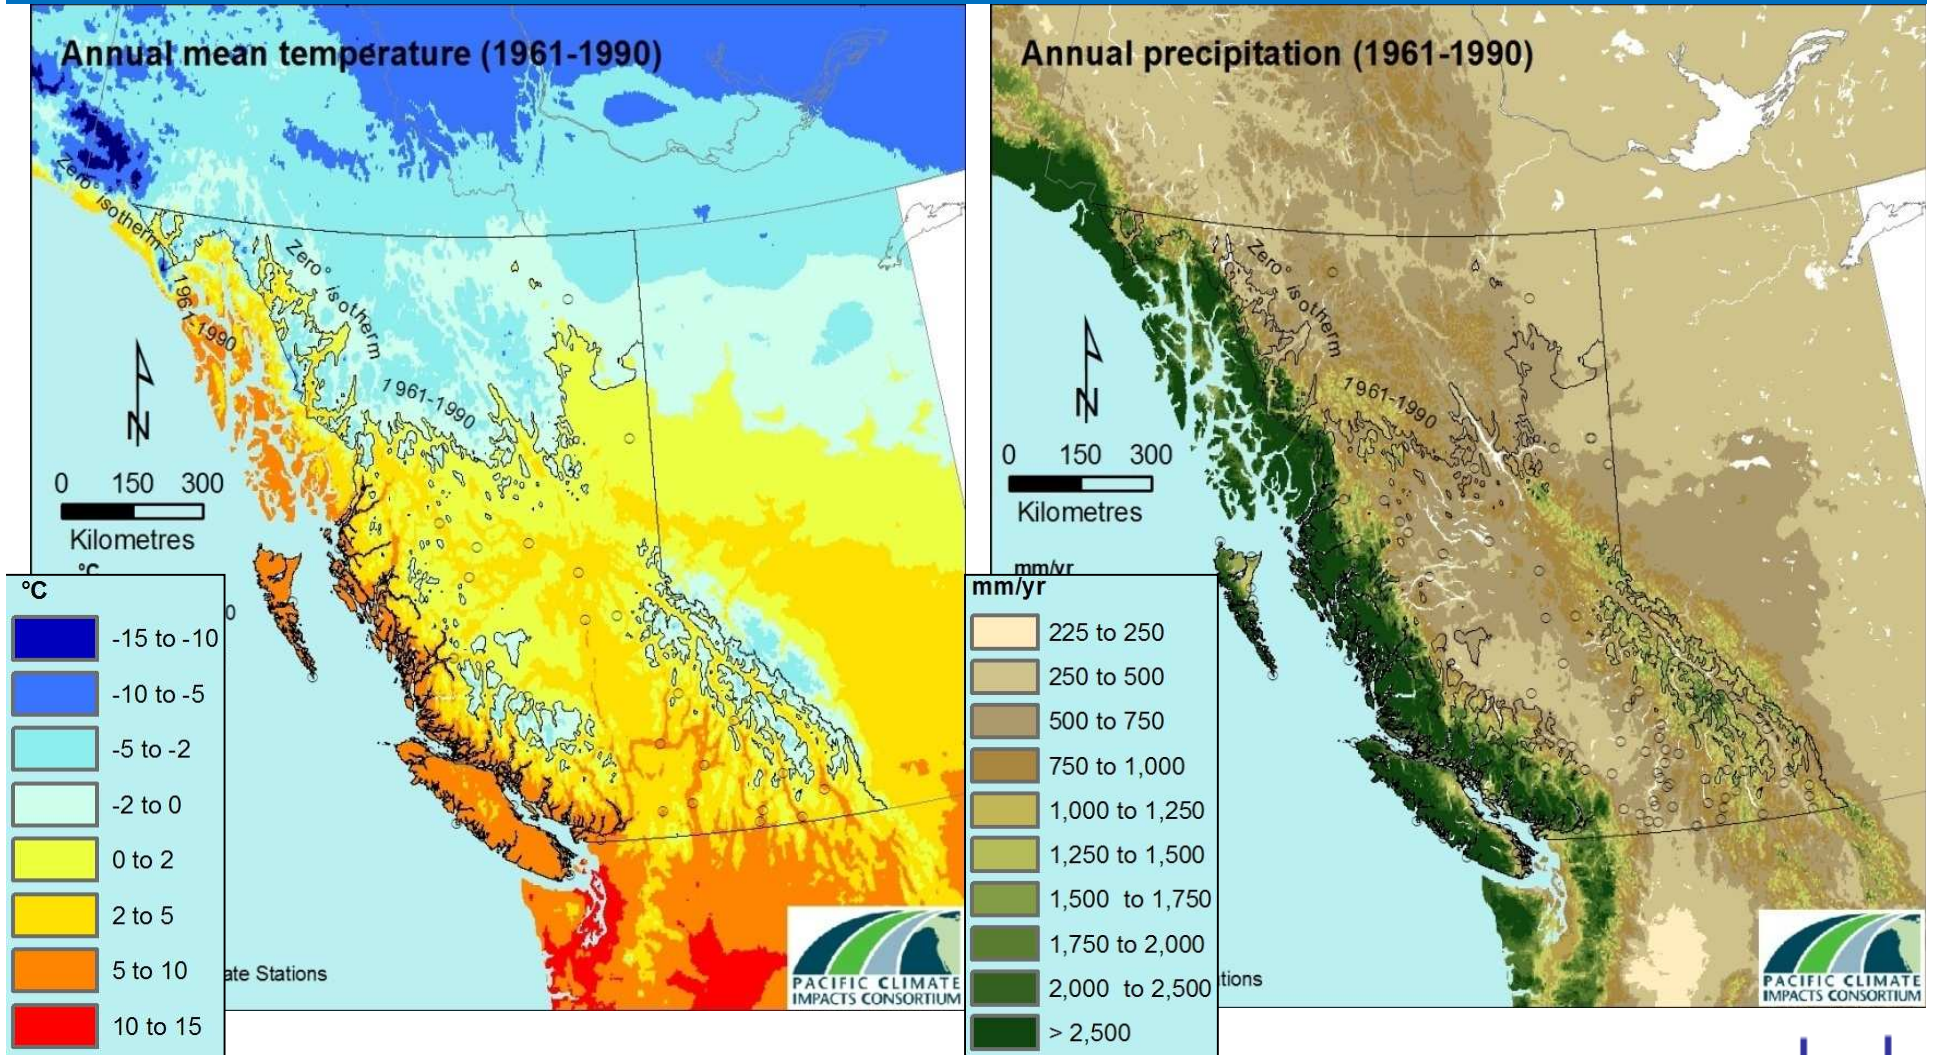 Annual mean temperature (1961-1990)
Zero° isotherm
1961-1990
Zero° isotherm
1961-1990
N
0 150 300
Kilometres
°C
0
°C
-15 to -10
-10 to -5
-5 to -2
-2 to 0
0 to 2
2 to 5
5 to 10
10 to 15
ate Stations
PACIFIC CLIMATE
IMPACTS CONSORTIUM
Annual precipitation (1961-1990)
Zero° isotherm
1961-1990
N
0 150 300
Kilometres
mm/yr
mm/yr
225 to 250
250 to 500
500 to 750
750 to 1,000
1,000 to 1,250
1,250 to 1,500
1,500 to 1,750
1,750 to 2,000
2,000 to 2,500
> 2,500
tions
PACIFIC CLIMATE
IMPACTS CONSORTIUM